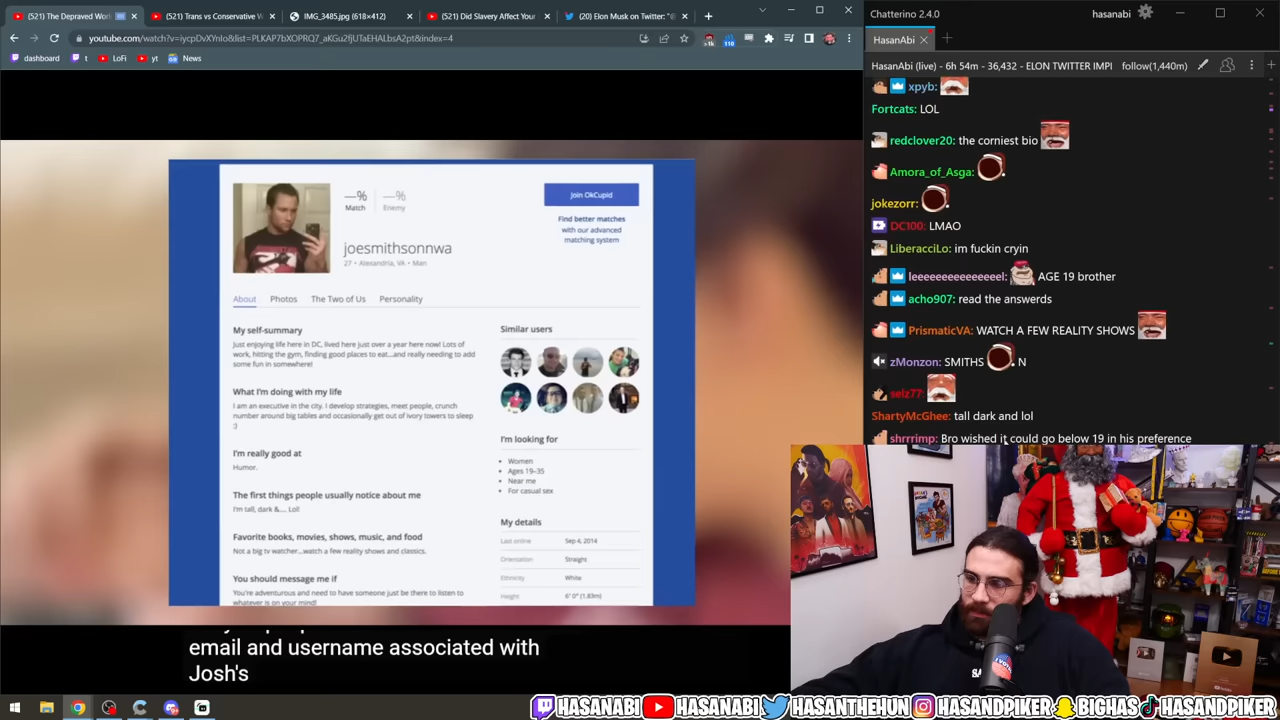 (521) The Depraved Wor
(521) Trans vs Conservative W
IMG_3485.jpg (618×412)
(521) Did Slavery Affect Your
(20) Elon Musk on Twitter: "
youtube.com/watch?v=iycpDvXYnIo&list=PLKAP7bXOPRQ7_aKGu2fjUTaEHALbsA2pt&index=4
dashboard
t
LoFi
yt
News
—% Match
—% Enemy
Join OkCupid
Find better matches
with our advanced
matching system
joesmithsonnwa
27 • Alexandria, VA • Man
About Photos The Two of Us Personality
My self-summary
Just enjoying life here in DC, lived here just over a year here now! Lots of
work, hitting the gym, finding good places to eat...and really needing to add
some fun in somewhere!
What I'm doing with my life
I am an executive in the city. I develop strategies, meet people, crunch
number around big tables and occasionally get out of ivory towers to sleep
:)
I'm really good at
Humor.
The first things people usually notice about me
I'm tall, dark &.... Lol!
Favorite books, movies, shows, music, and food
Not a big tv watcher...watch a few reality shows and classics.
You should message me if
You're adventurous and need to have someone just be there to listen to
whatever is on your mind!
Similar users
I'm looking for
• Women
• Ages 19–35
• Near me
• For casual sex
My details
Last online Sep 4, 2014
Orientation Straight
Ethnicity White
Height 6' 0" (1.83m)
email and username associated with
Josh's
Chatterino 2.4.0
hasanabi
HasanAbi
HasanAbi (live) - 6h 54m - 36,432 - ELON TWITTER IMPI
follow(1,440m)
xpyb:
Fortcats: LOL
redclover20: the corniest bio
Amora_of_Asga:
jokezorr:
DC100: LMAO
LiberacciLo: im fuckin cryin
leeeeeeeeeeeeeel: AGE 19 brother
acho907: read the answerds
PrismaticVA: WATCH A FEW REALITY SHOWS
zMonzon: SMITHS N
selz77:
ShartyMcGhee: tall dark and lol
shrrrimp: Bro wished it could go below 19 in his preference
HASANABI
HASANABI
HASANTHEHUN
HASANDPIKER
BIGHAS
HASANDPIKER